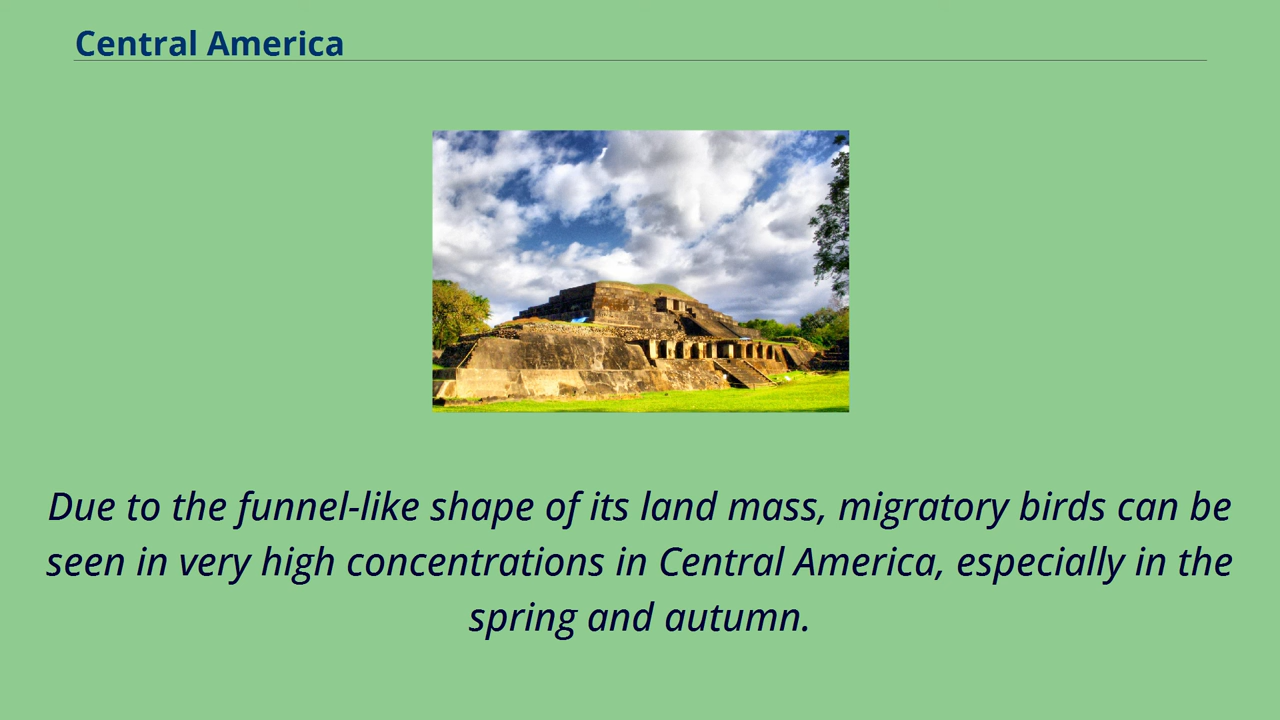 Central America
Due to the funnel-like shape of its land mass, migratory birds can be
seen in very high concentrations in Central America, especially in the
spring and autumn.